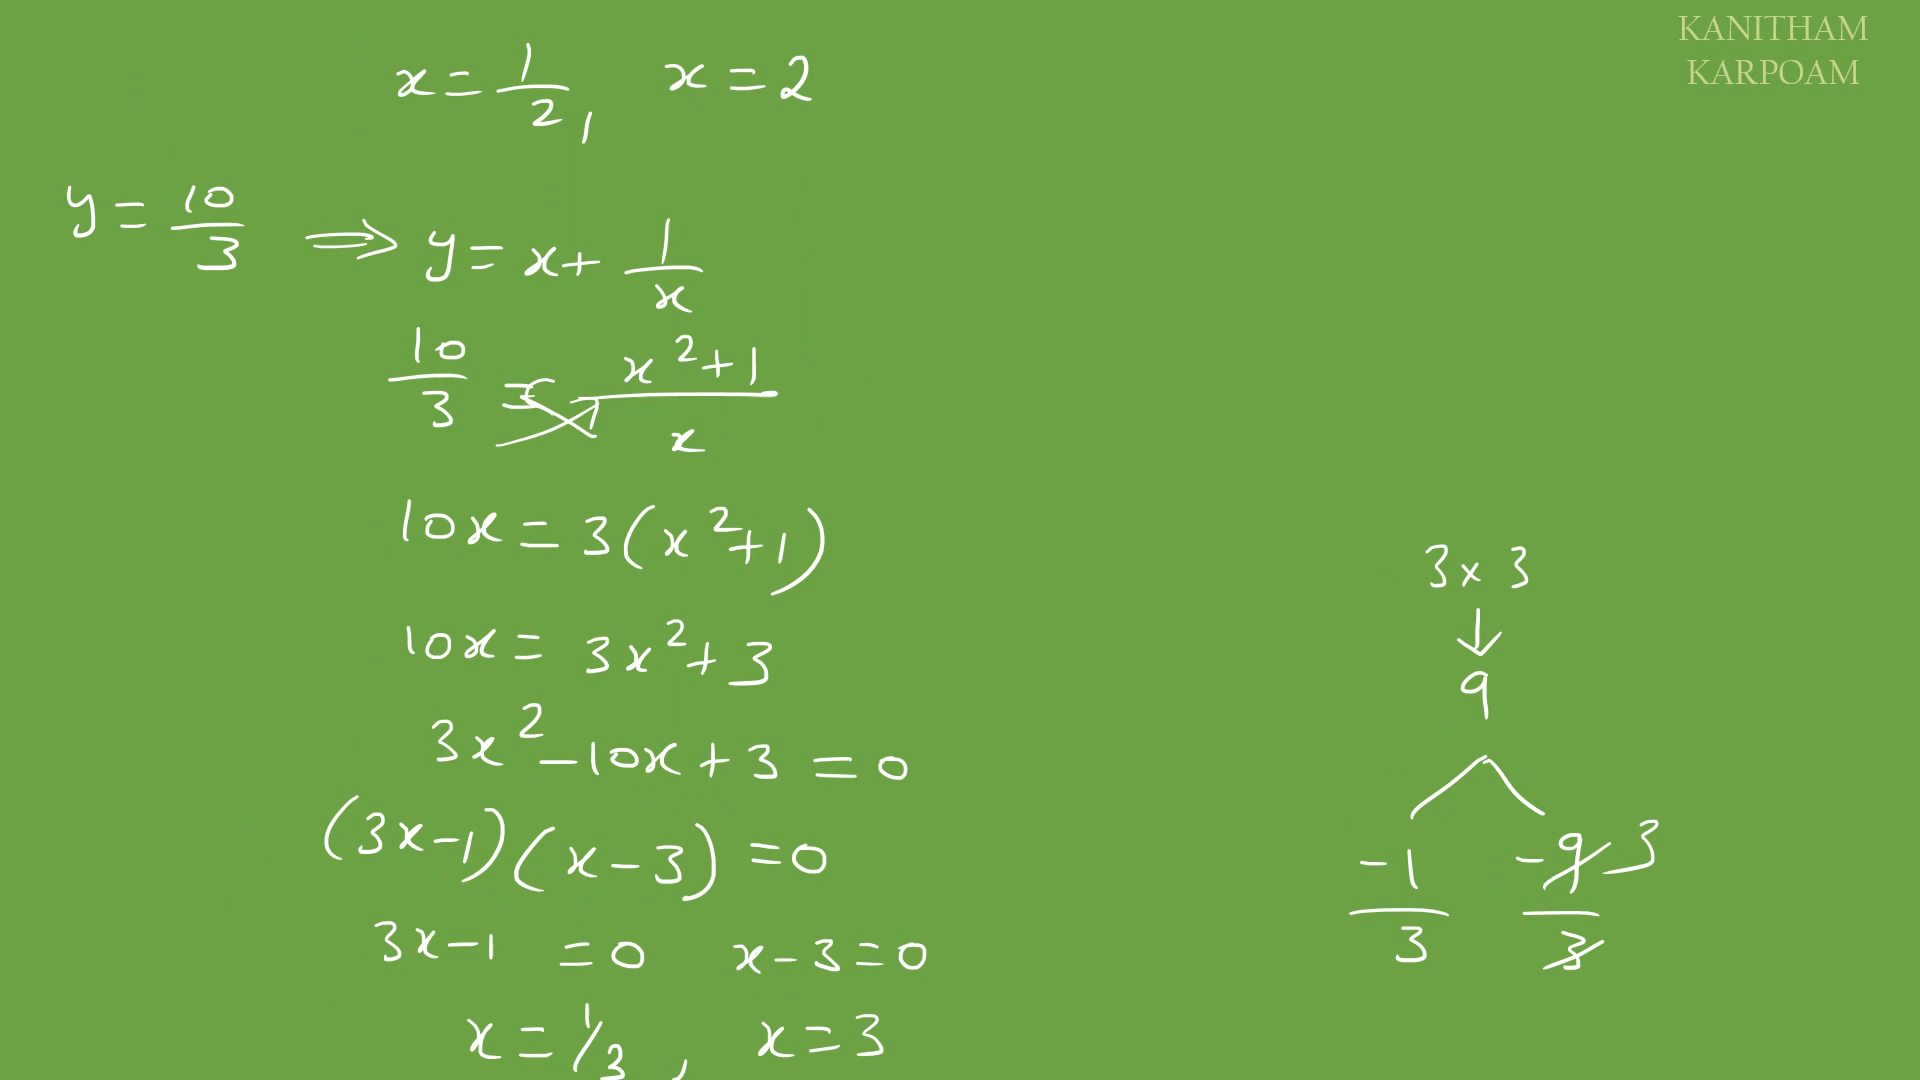 KANITHAM
KARPOAM
x = 1/2, x = 2
y = 10/3 ⇒ y = x + 1/x
10/3 = (x²+1)/x
10x = 3(x²+1)
10x = 3x²+3
3x²-10x+3 = 0
(3x-1)(x-3) = 0
3x-1 = 0 x-3 = 0
x = 1/3, x = 3
3 × 3
↓
9
-1/3 -9/3 3